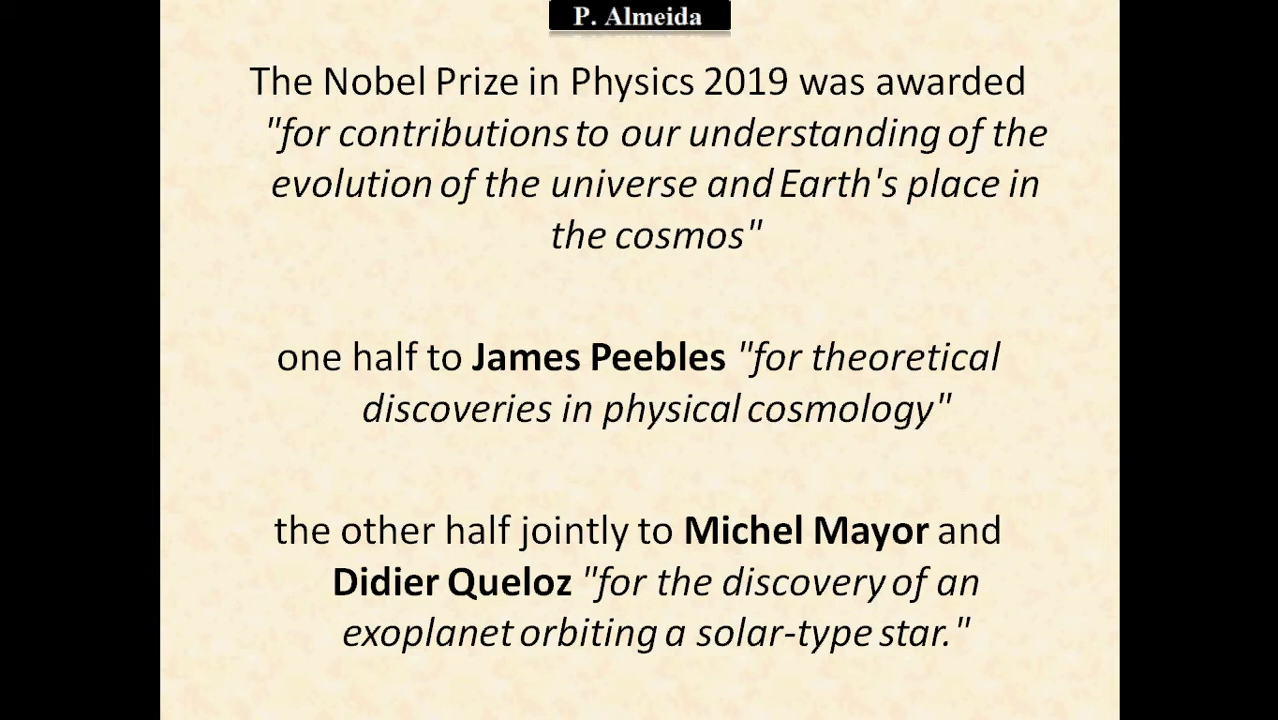 P. Almeida
The Nobel Prize in Physics 2019 was awarded
"for contributions to our understanding of the
evolution of the universe and Earth's place in
the cosmos"
one half to James Peebles "for theoretical
discoveries in physical cosmology"
the other half jointly to Michel Mayor and
Didier Queloz "for the discovery of an
exoplanet orbiting a solar-type star."